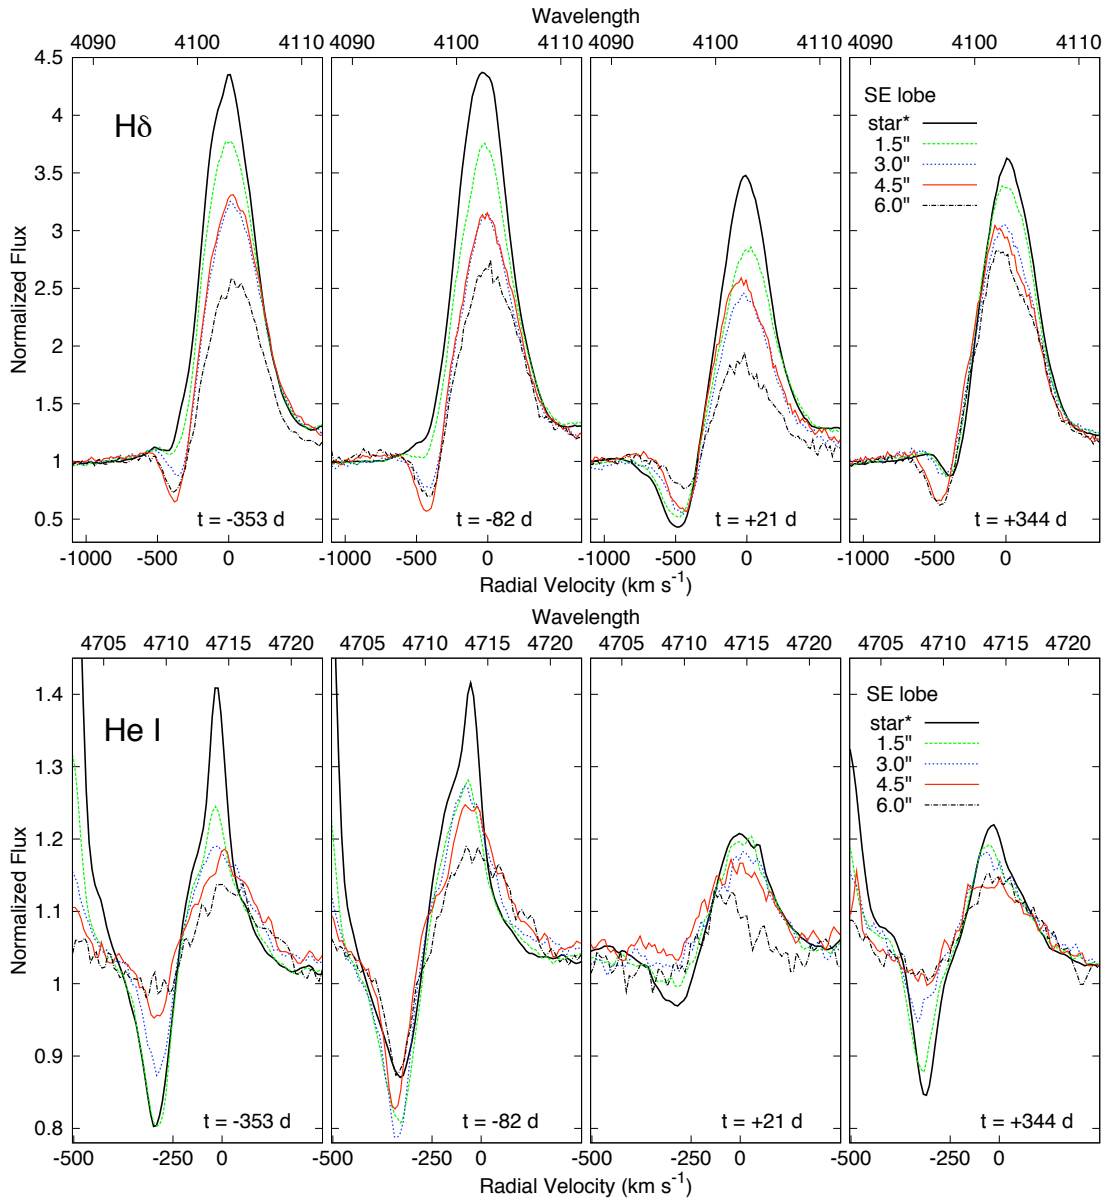 Wavelength
4090 4100 4110 4090 4100 4110 4090 4100 4110 4090 4100 4110
4.5
4
3.5
3
2.5
2
1.5
1
0.5
Normalized Flux
Hδ
SE lobe
star*
1.5"
3.0"
4.5"
6.0"
t = -353 d
t = -82 d
t = +21 d
t = +344 d
-1000 -500 0 -1000 -500 0 -1000 -500 0 -1000 -500 0
Radial Velocity (km s-1)
Wavelength
4705 4710 4715 4720 4705 4710 4715 4720 4705 4710 4715 4720 4705 4710 4715 4720
1.4
1.3
1.2
1.1
1
0.9
0.8
Normalized Flux
He I
SE lobe
star*
1.5"
3.0"
4.5"
6.0"
t = -353 d
t = -82 d
t = +21 d
t = +344 d
-500 -250 0 -500 -250 0 -500 -250 0 -500 -250 0
Radial Velocity (km s-1)